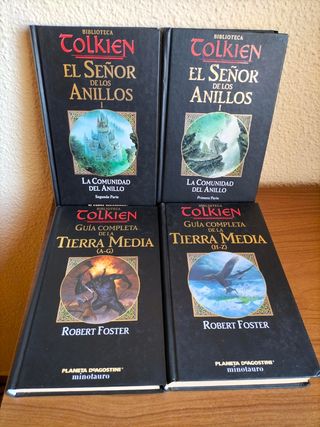 BIBLIOTECA
TOLKIEN
EL SEÑOR
DE LOS
ANILLOS
I
LA COMUNIDAD
DEL ANILLO
Segunda Parte
BIBLIOTECA
TOLKIEN
EL SEÑOR
DE LOS
ANILLOS
I
LA COMUNIDAD
DEL ANILLO
Primera Parte
BIBLIOTECA
TOLKIEN
GUÍA COMPLETA
DE LA
TIERRA MEDIA
(A-G)
ROBERT FOSTER
PLANETA DEAGOSTINI
minotauro
BIBLIOTECA
TOLKIEN
GUÍA COMPLETA
DE LA
TIERRA MEDIA
(H-Z)
ROBERT FOSTER
PLANETA DEAGOSTINI
minotauro